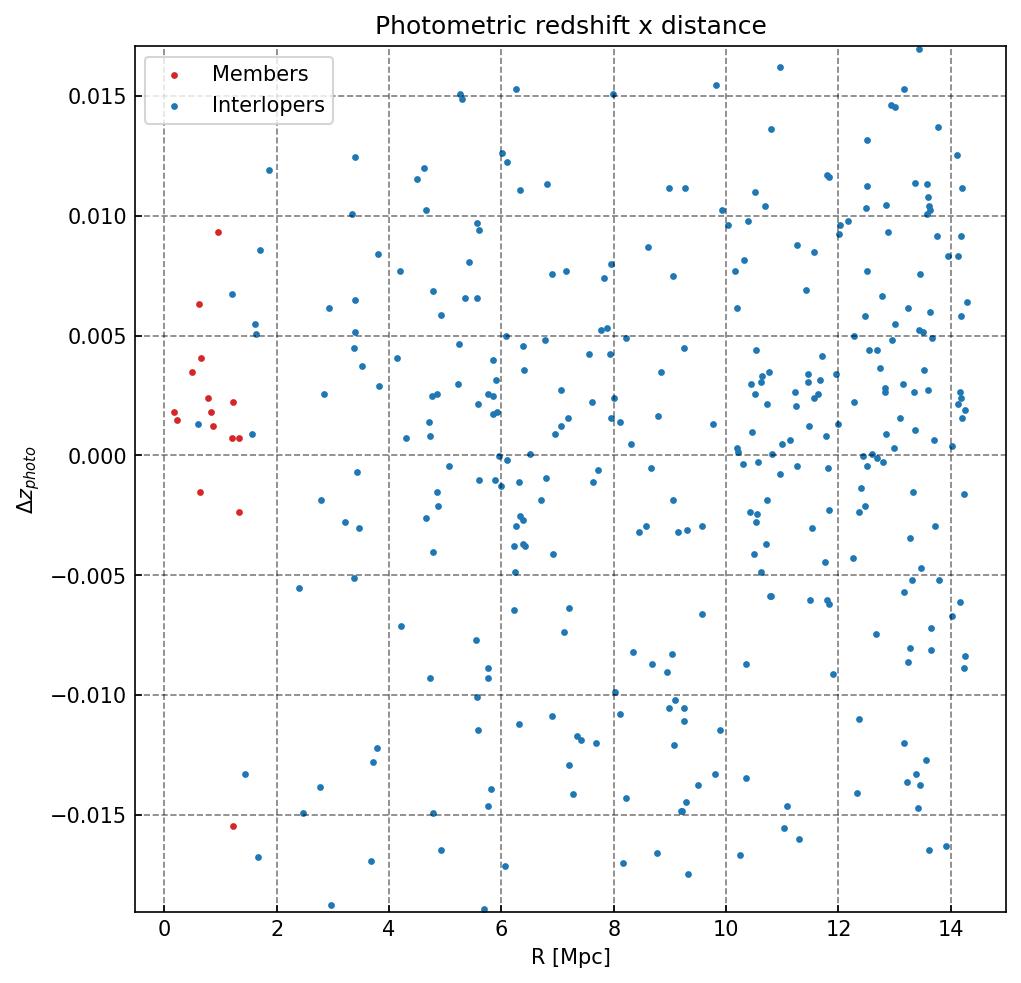 Photometric redshift x distance
Members
Interlopers
0.015
0.010
0.005
0.000
−0.005
−0.010
−0.015
Δz_photo
0 2 4 6 8 10 12 14
R [Mpc]